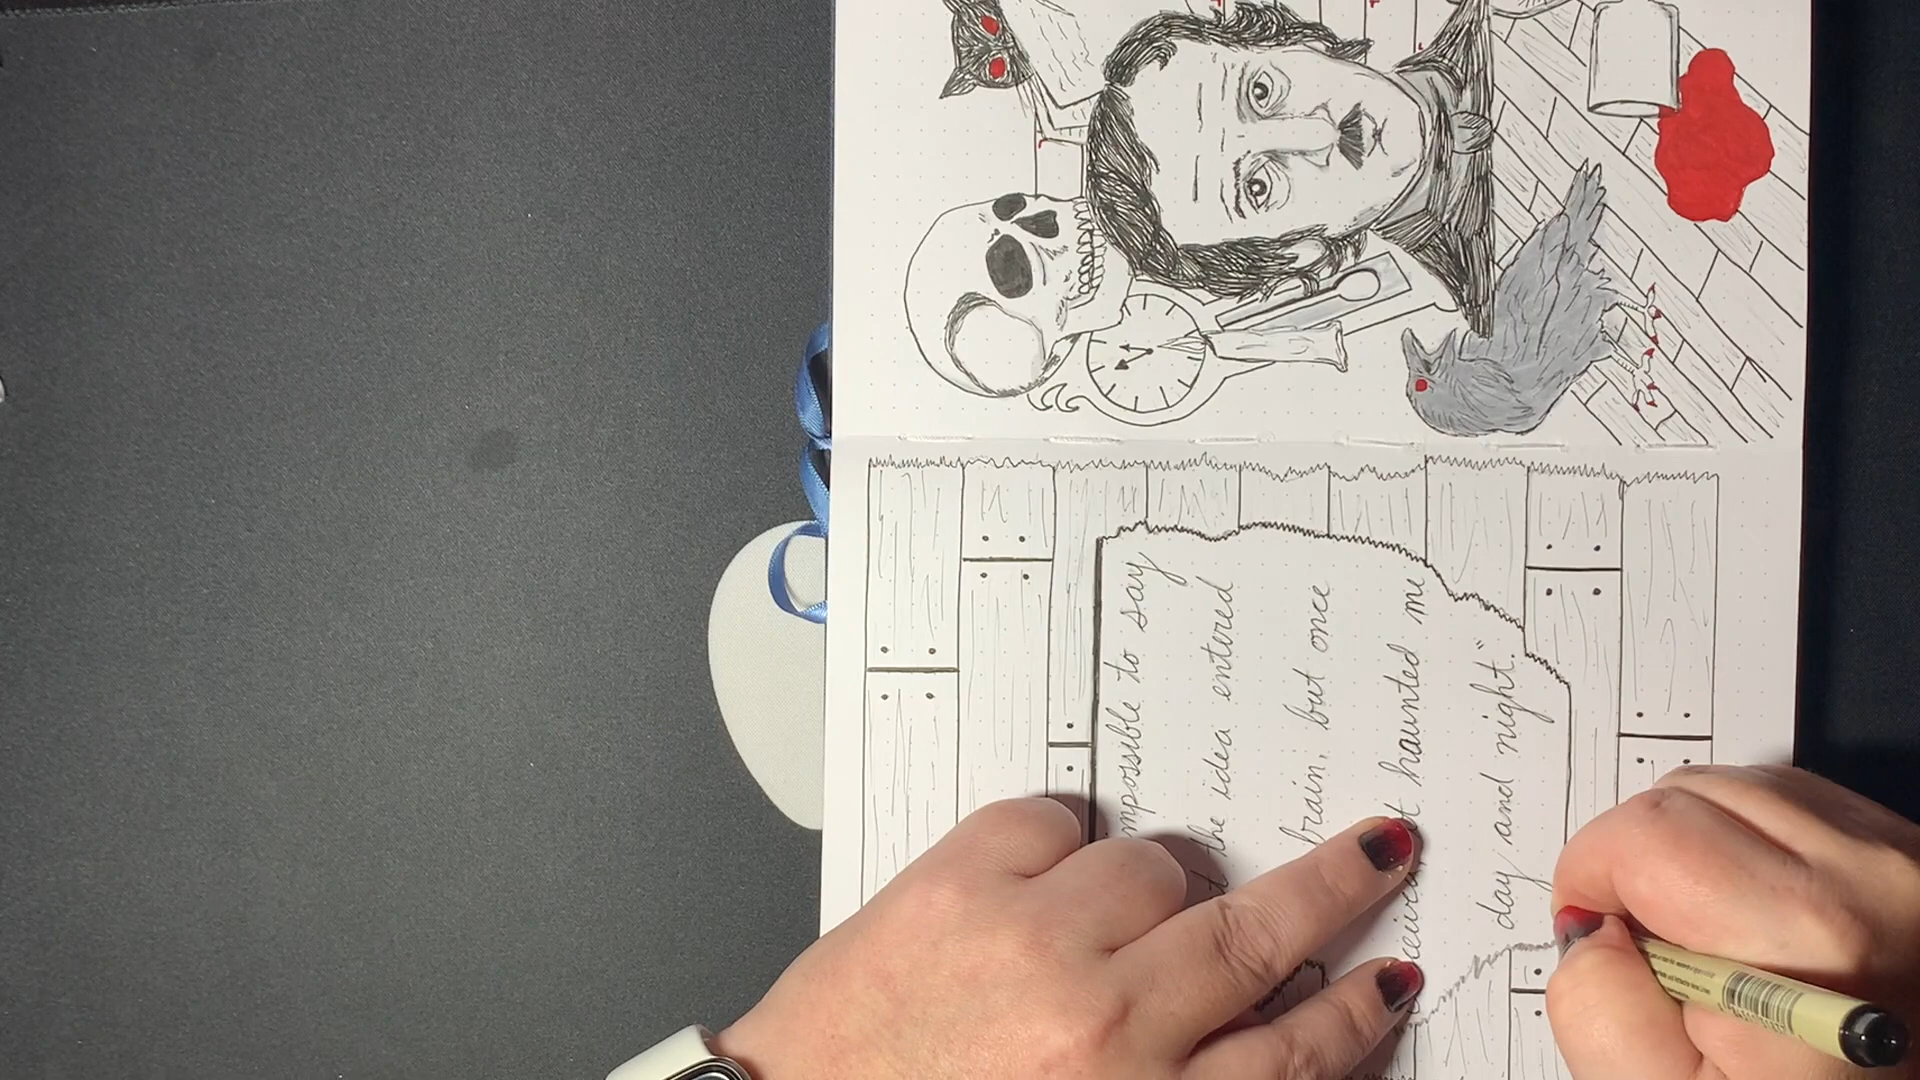 impossible to say
the idea entered
brain, but once
haunted me
day and night."